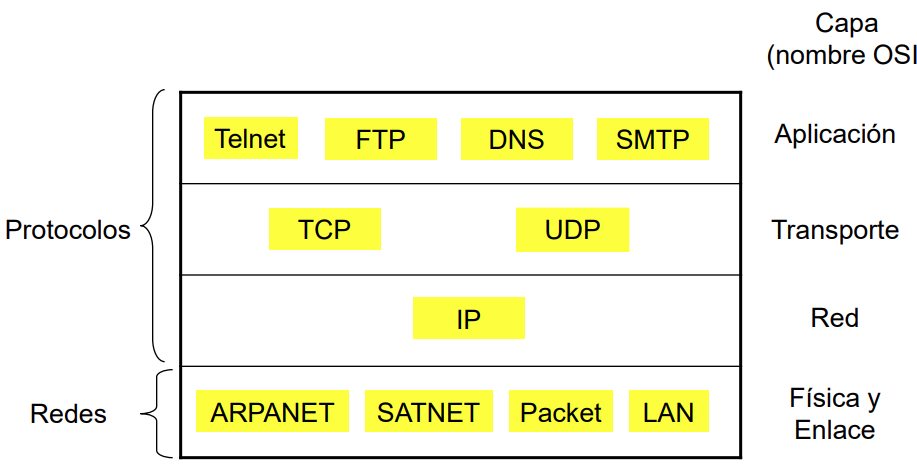 Capa
(nombre OSI
Telnet FTP DNS SMTP Aplicación
Protocolos TCP UDP Transporte
IP Red
Redes ARPANET SATNET Packet LAN Física y
Enlace